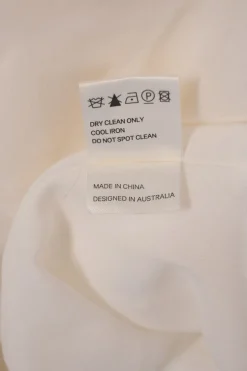 DRY CLEAN ONLY
COOL IRON
DO NOT SPOT CLEAN
MADE IN CHINA
DESIGNED IN AUSTRALIA